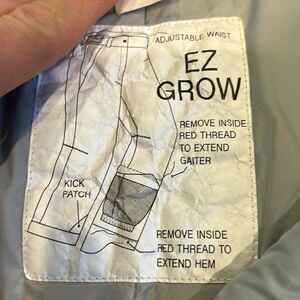 ADJUSTABLE WAIST
EZ
GROW
REMOVE INSIDE
RED THREAD
TO EXTEND
GAITER
KICK
PATCH
REMOVE INSIDE
RED THREAD TO
EXTEND HEM